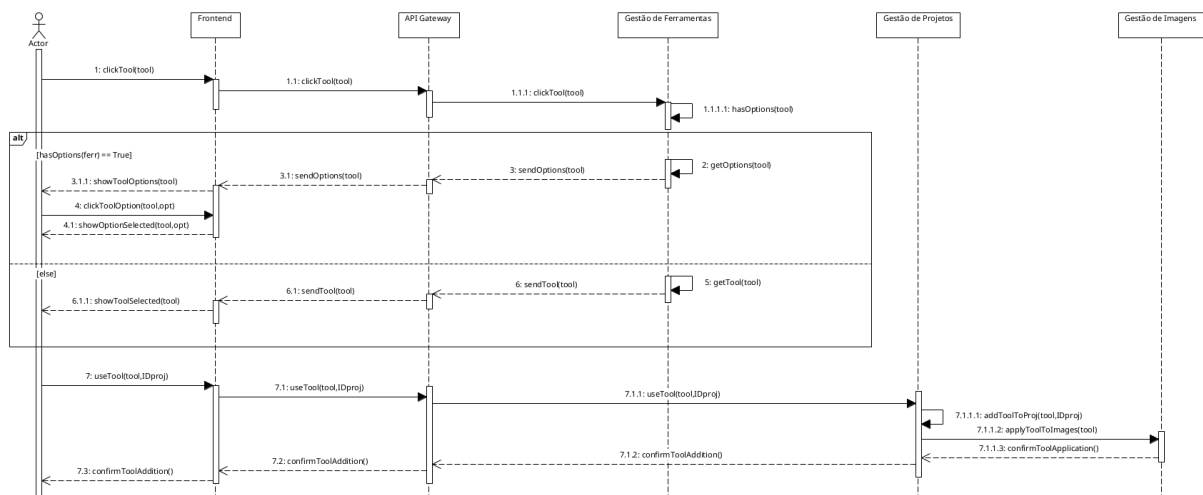 Frontend
API Gateway
Gestão de Ferramentas
Gestão de Projetos
Gestão de Imagens
Actor
1: clickTool(tool)
1.1: clickTool(tool)
1.1.1: clickTool(tool)
1.1.1.1: hasOptions(tool)
alt
[hasOptions(ferr) == True]
2: getOptions(tool)
3: sendOptions(tool)
3.1: sendOptions(tool)
3.1.1: showToolOptions(tool)
4: clickToolOption(tool,opt)
4.1: showOptionSelected(tool,opt)
[else]
5: getTool(tool)
6: sendTool(tool)
6.1: sendTool(tool)
6.1.1: showToolSelected(tool)
7: useTool(tool,IDproj)
7.1: useTool(tool,IDproj)
7.1.1: useTool(tool,IDproj)
7.1.1.1: addToolToProj(tool,IDproj)
7.1.1.2: applyToolToImages(tool)
7.1.1.3: confirmToolApplication()
7.1.2: confirmToolAddition()
7.2: confirmToolAddition()
7.3: confirmToolAddition()